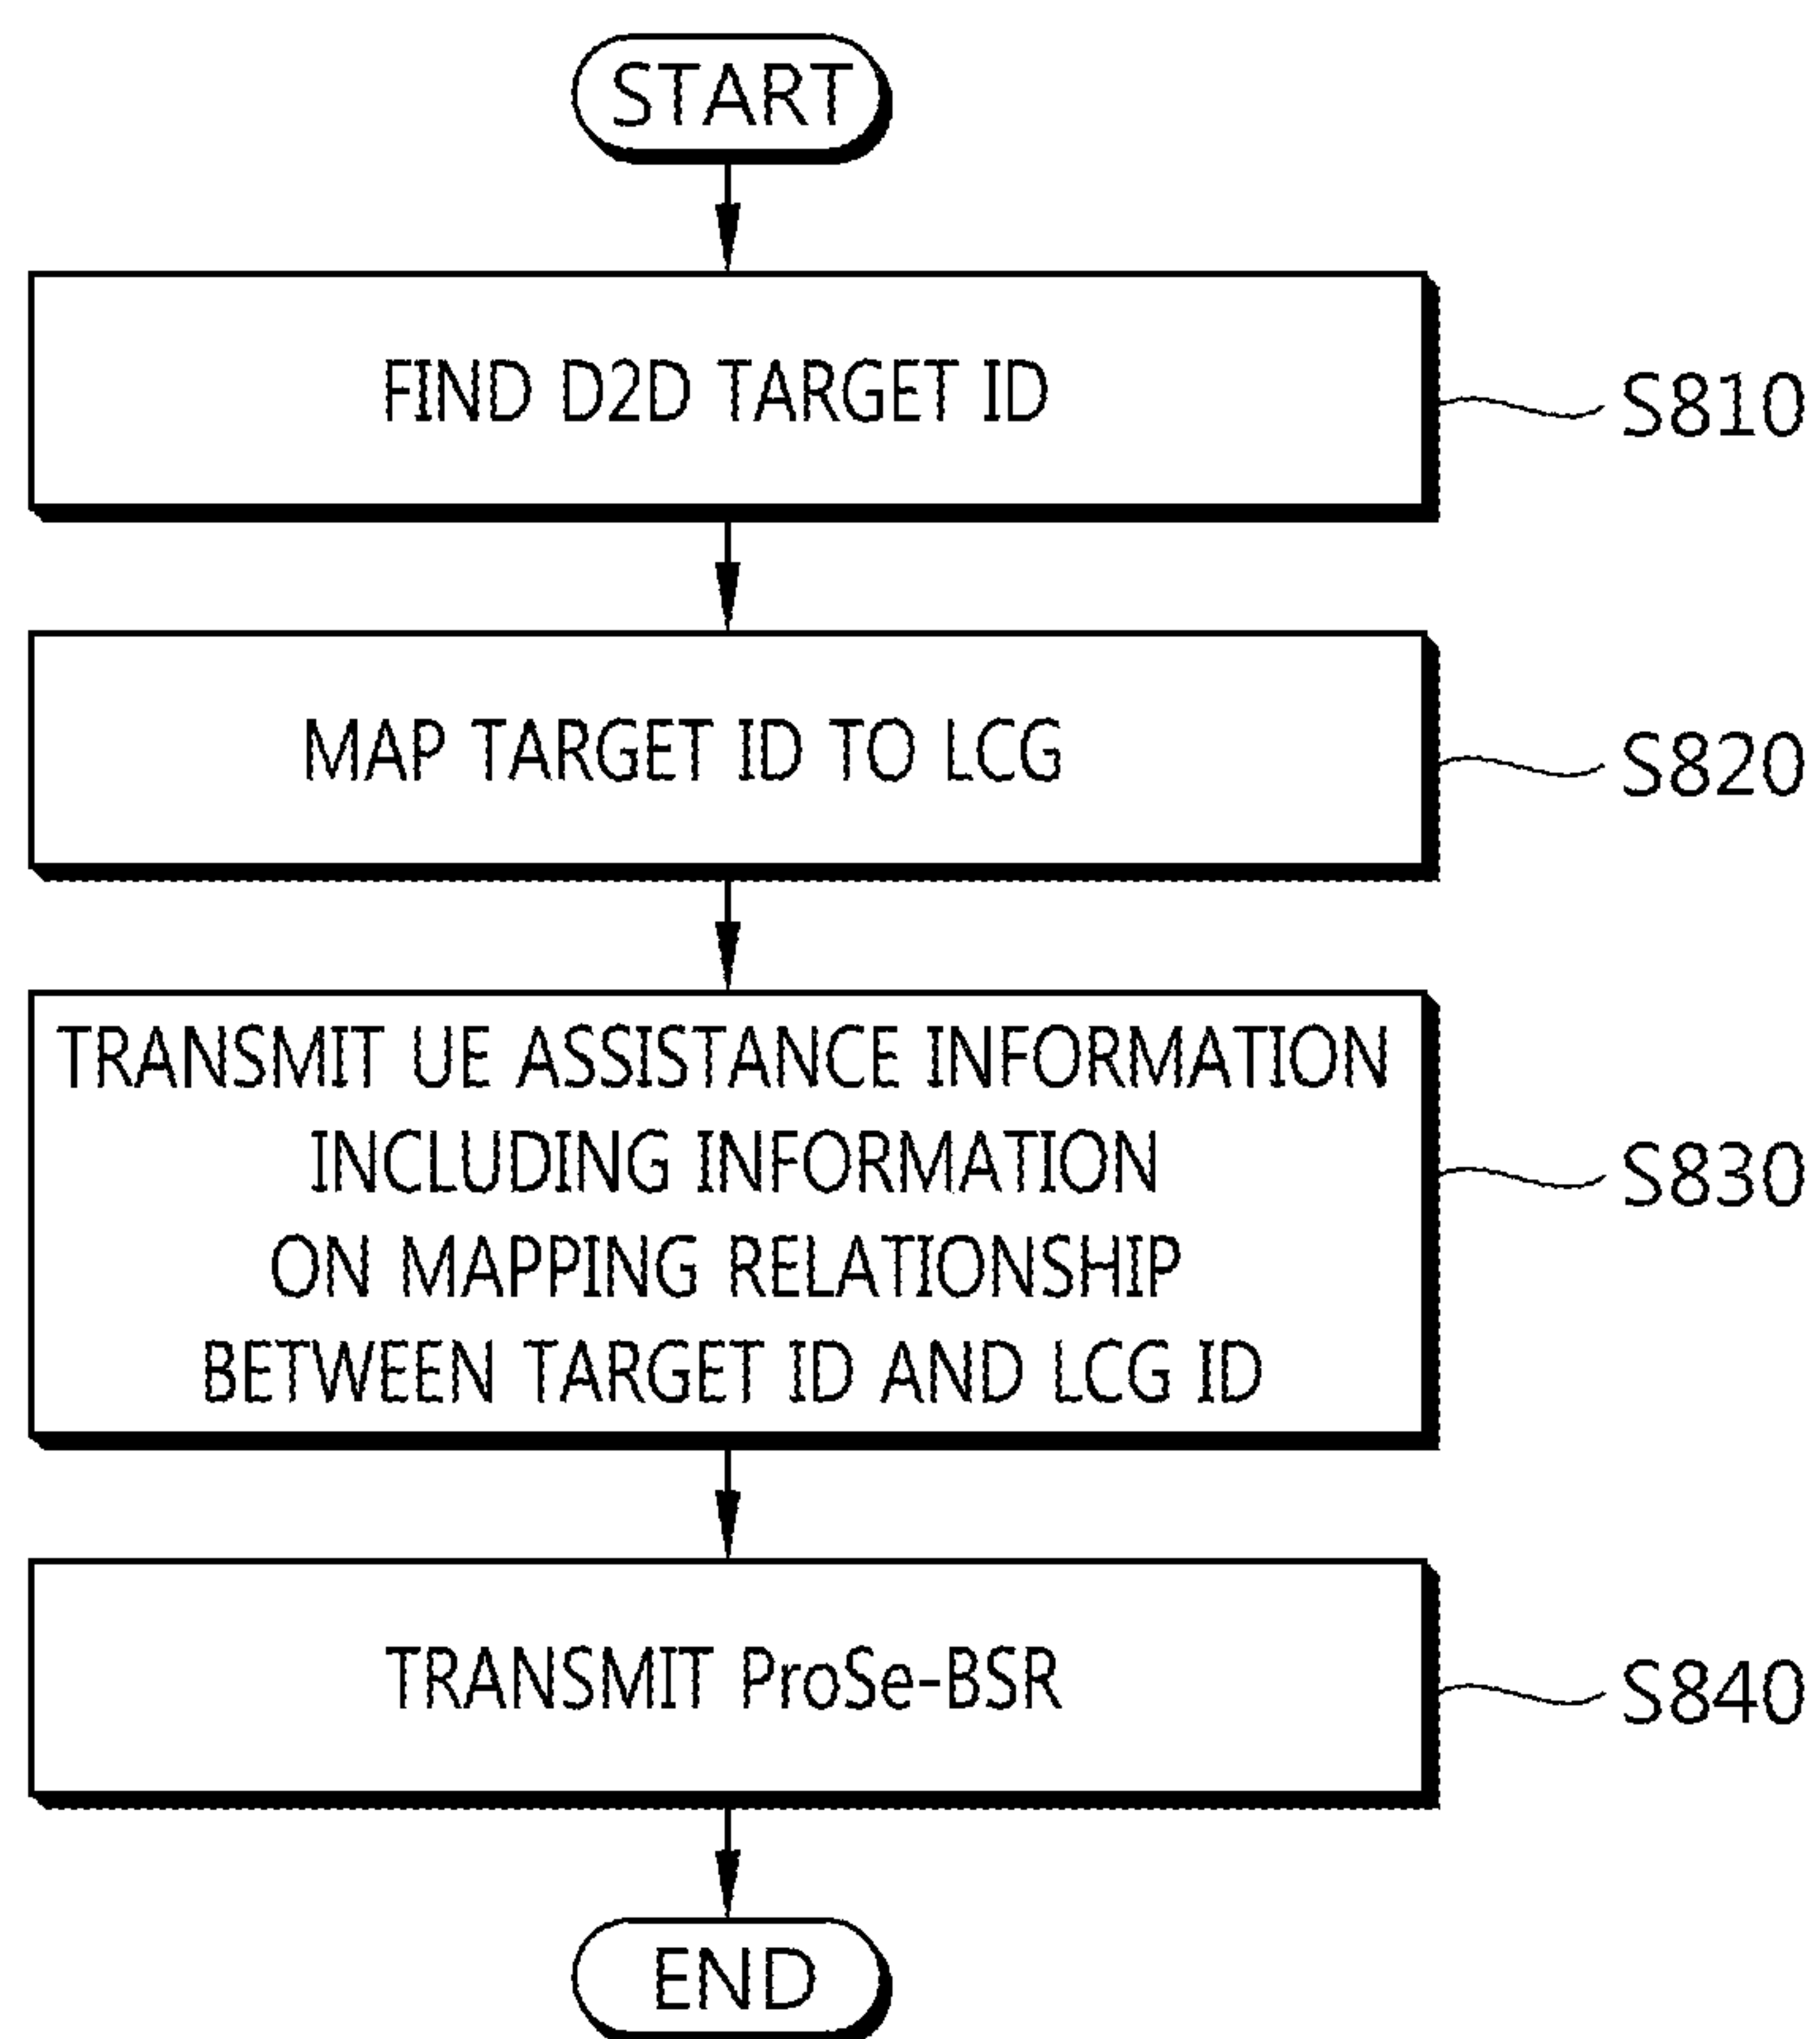 START
FIND D2D TARGET ID
S810
MAP TARGET ID TO LCG
S820
TRANSMIT UE ASSISTANCE INFORMATION
INCLUDING INFORMATION
ON MAPPING RELATIONSHIP
BETWEEN TARGET ID AND LCG ID
S830
TRANSMIT ProSe-BSR
S840
END